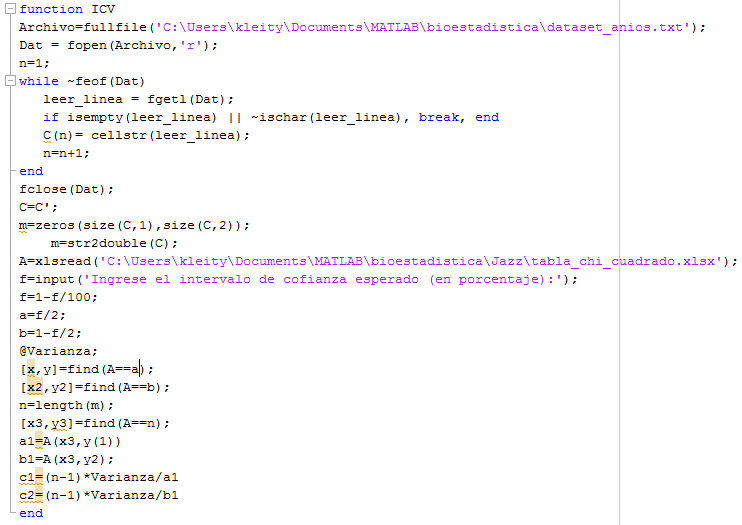 function ICV
Archivo=fullfile('C:\Users\kleity\Documents\MATLAB\bioestadistica\dataset_anios.txt');
Dat = fopen(Archivo,'r');
n=1;
while ~feof(Dat)
leer_linea = fgetl(Dat);
if isempty(leer_linea) || ~ischar(leer_linea), break, end
C(n)= cellstr(leer_linea);
n=n+1;
end
fclose(Dat);
C=C';
m=zeros(size(C,1),size(C,2));
m=str2double(C);
A=xlsread('C:\Users\kleity\Documents\MATLAB\bioestadistica\Jazz\tabla_chi_cuadrado.xlsx');
f=input('Ingrese el intervalo de cofianza esperado (en porcentaje):');
f=1-f/100;
a=f/2;
b=1-f/2;
@Varianza;
[x,y]=find(A==a);
[x2,y2]=find(A==b);
n=length(m);
[x3,y3]=find(A==n);
a1=A(x3,y(1))
b1=A(x3,y2);
c1=(n-1)*Varianza/a1
c2=(n-1)*Varianza/b1
end